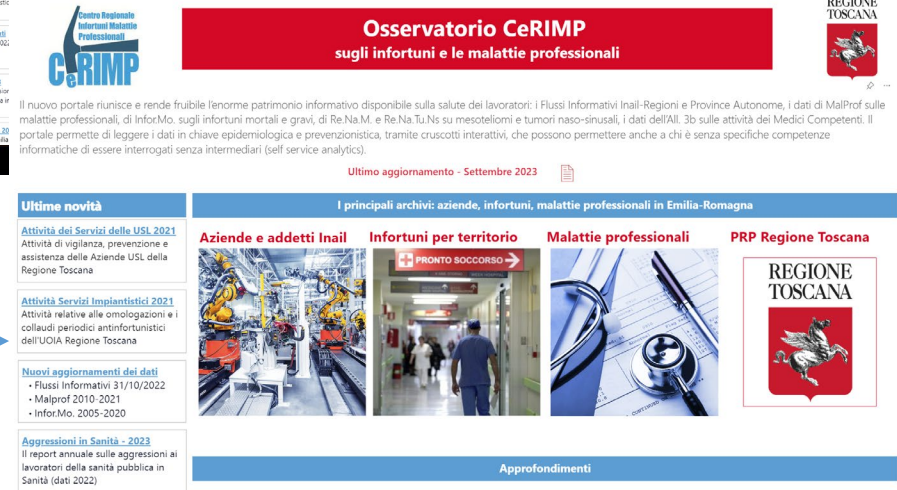 Centro Regionale
Infortuni Malattie
Professionali
CeRIMP
Osservatorio CeRIMP
sugli infortuni e le malattie professionali
REGIONE
TOSCANA
Il nuovo portale riunisce e rende fruibile l'enorme patrimonio informativo disponibile sulla salute dei lavoratori: i Flussi Informativi Inail-Regioni e Province Autonome, i dati di MalProf sulle
malattie professionali, di Infor.Mo. sugli infortuni mortali e gravi, di Re.Na.M. e Re.Na.Tu.Ns su mesoteliomi e tumori naso-sinusali, i dati dell'All. 3b sulle attività dei Medici Competenti. Il
portale permette di leggere i dati in chiave epidemiologica e prevenzionistica, tramite cruscotti interattivi, che possono permettere anche a chi è senza specifiche competenze
informatiche di essere interrogati senza intermediari (self service analytics).
Ultimo aggiornamento - Settembre 2023
Ultime novità
Attività dei Servizi delle USL 2021
Attività di vigilanza, prevenzione e
assistenza delle Aziende USL della
Regione Toscana
Attività Servizi Impiantistici 2021
Attività relative alle omologazioni e i
collaudi periodici antinfortunistici
dell'UOIA Regione Toscana
Nuovi aggiornamenti dei dati
• Flussi Informativi 31/10/2022
• Malprof 2010-2021
• Infor.Mo. 2005-2020
Aggressioni in Sanità - 2023
Il report annuale sulle aggressioni ai
lavoratori della sanità pubblica in
Sanità (dati 2022)
I principali archivi: aziende, infortuni, malattie professionali in Emilia-Romagna
Aziende e addetti Inail
Infortuni per territorio
PRONTO SOCCORSO
Malattie professionali
PRP Regione Toscana
REGIONE
TOSCANA
Approfondimenti